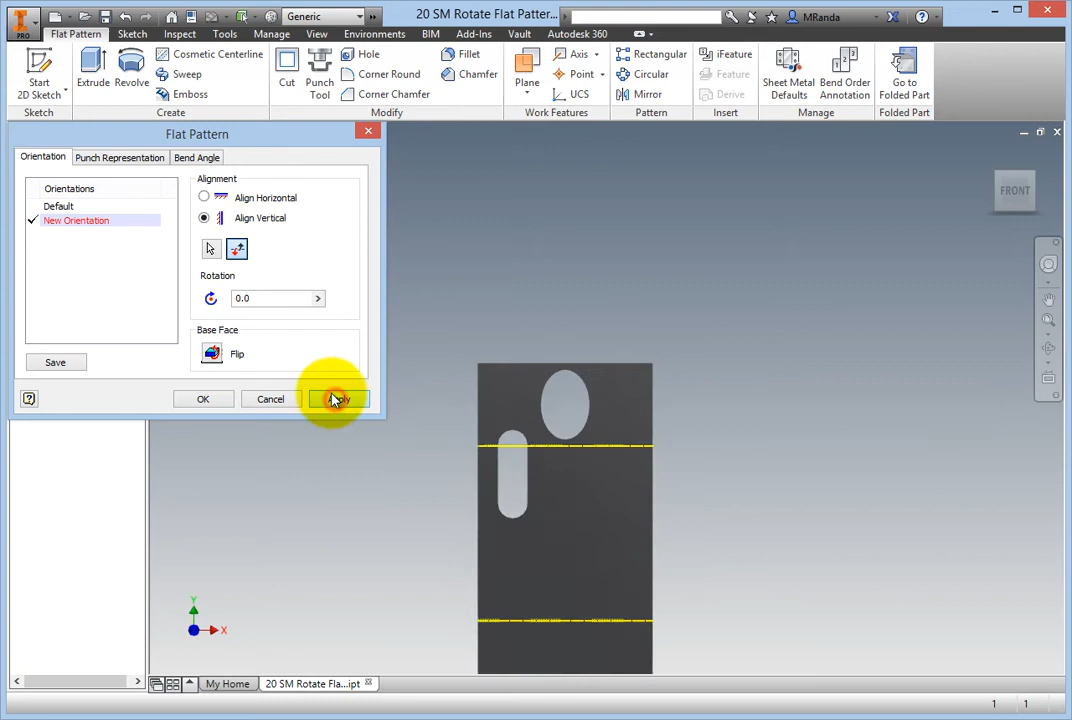 PRO
Generic
20 SM Rotate Flat Patter...
MRanda
Flat Pattern
Sketch
Inspect
Tools
Manage
View
Environments
BIM
Add-Ins
Vault
Autodesk 360
Start
2D Sketch
Extrude
Revolve
Cosmetic Centerline
Sweep
Emboss
Cut
Punch
Tool
Hole
Corner Round
Corner Chamfer
Fillet
Chamfer
Plane
Axis
Point
UCS
Rectangular
Circular
Mirror
iFeature
Feature
Derive
Sheet Metal
Defaults
Bend Order
Annotation
Go to
Folded Part
Sketch
Create
Modify
Work Features
Pattern
Insert
Manage
Folded Part
Flat Pattern
Orientation
Punch Representation
Bend Angle
Orientations
Default
New Orientation
Alignment
Align Horizontal
Align Vertical
Rotation
0.0
Base Face
Flip
Save
OK
Cancel
Apply
FRONT
Y
X
My Home
20 SM Rotate Fla...ipt
1
1